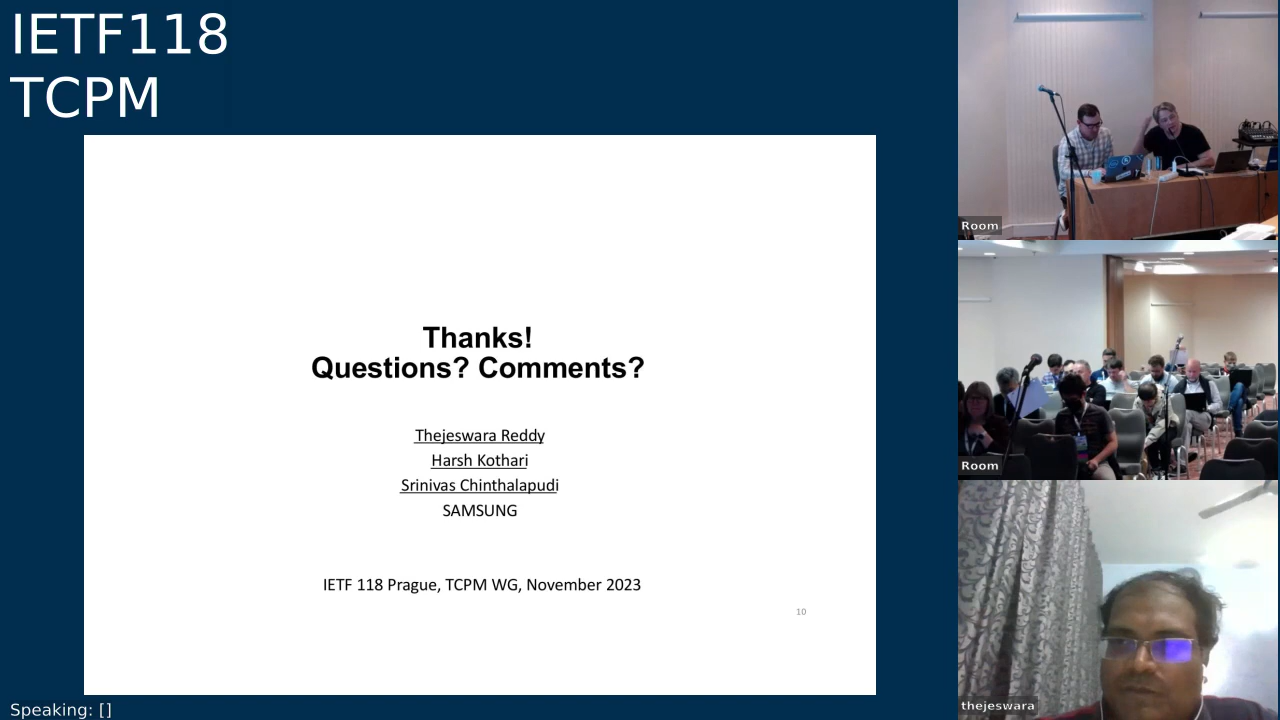 IETF118
TCPM
Thanks!
Questions? Comments?
Thejeswara Reddy
Harsh Kothari
Srinivas Chinthalapudi
SAMSUNG
IETF 118 Prague, TCPM WG, November 2023
10
Speaking: []
Room
Room
thejeswara